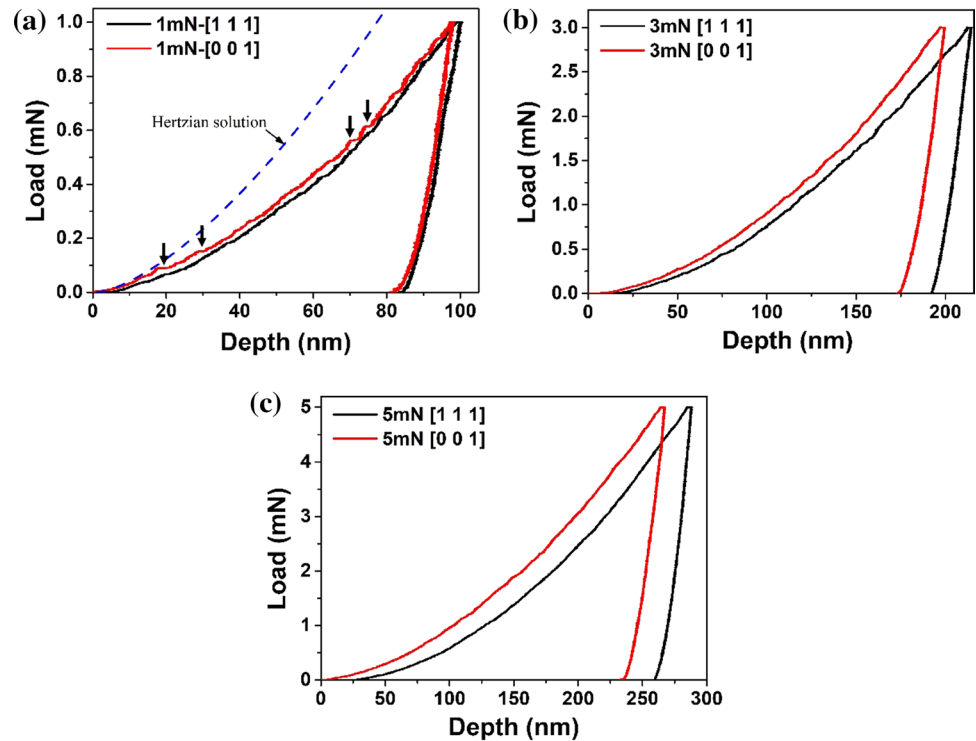 (a)
1mN-[1 1 1]
1mN-[0 0 1]
Hertzian solution
Load (mN)
1.0
0.8
0.6
0.4
0.2
0.0
0 20 40 60 80 100
Depth (nm)
(b)
3mN [1 1 1]
3mN [0 0 1]
Load (mN)
3.0
2.5
2.0
1.5
1.0
0.5
0.0
0 50 100 150 200
Depth (nm)
(c)
5mN [1 1 1]
5mN [0 0 1]
Load (mN)
5
4
3
2
1
0
0 50 100 150 200 250 300
Depth (nm)